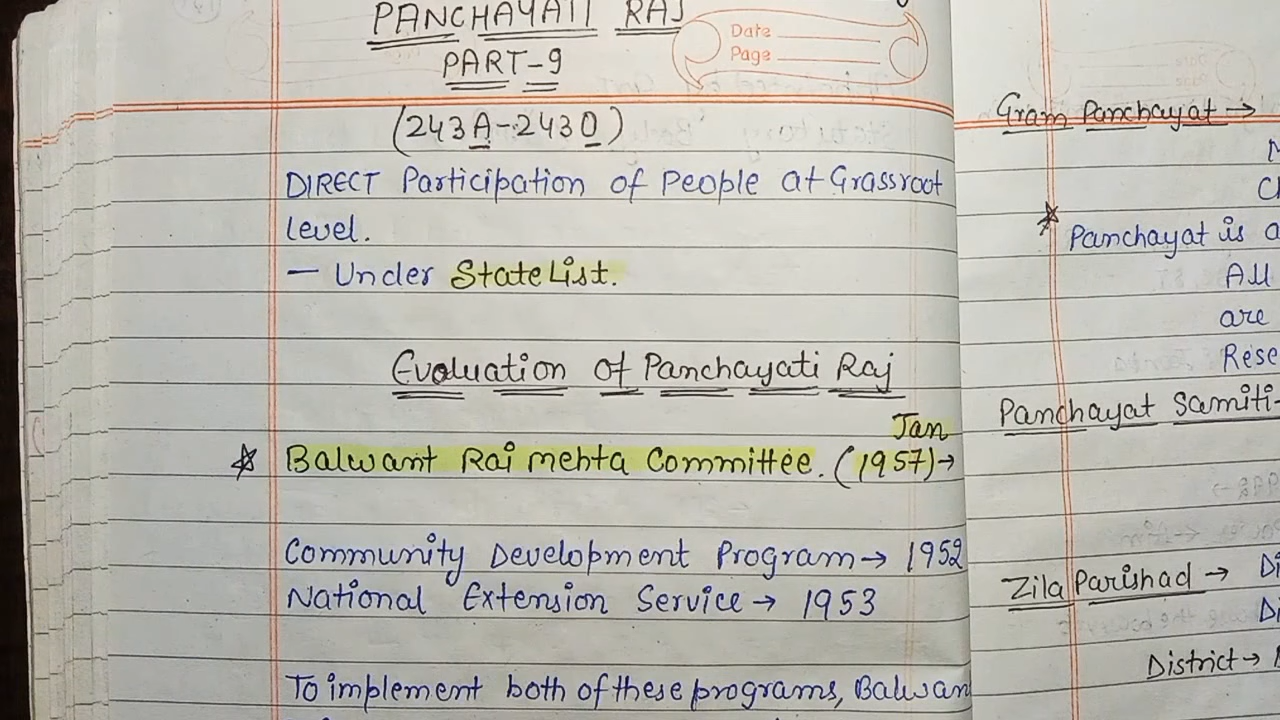 PANCHAYATI RAJ
PART-9
Date
Page
(243A-243O)
DIRECT Participation of People at Grassroot
level.
— Under State List.
Evaluation of Panchayati Raj
Jan
☆ Balwant Rai mehta Committee. (1957)→
Community Development Program → 1952
National Extension Service → 1953
To implement both of these programs, Balwan
Gram Panchayat →
☆
Panchayat is a
All
are
Rese
Panchayat Samiti-
Zila Parishad → Di
Di
District →